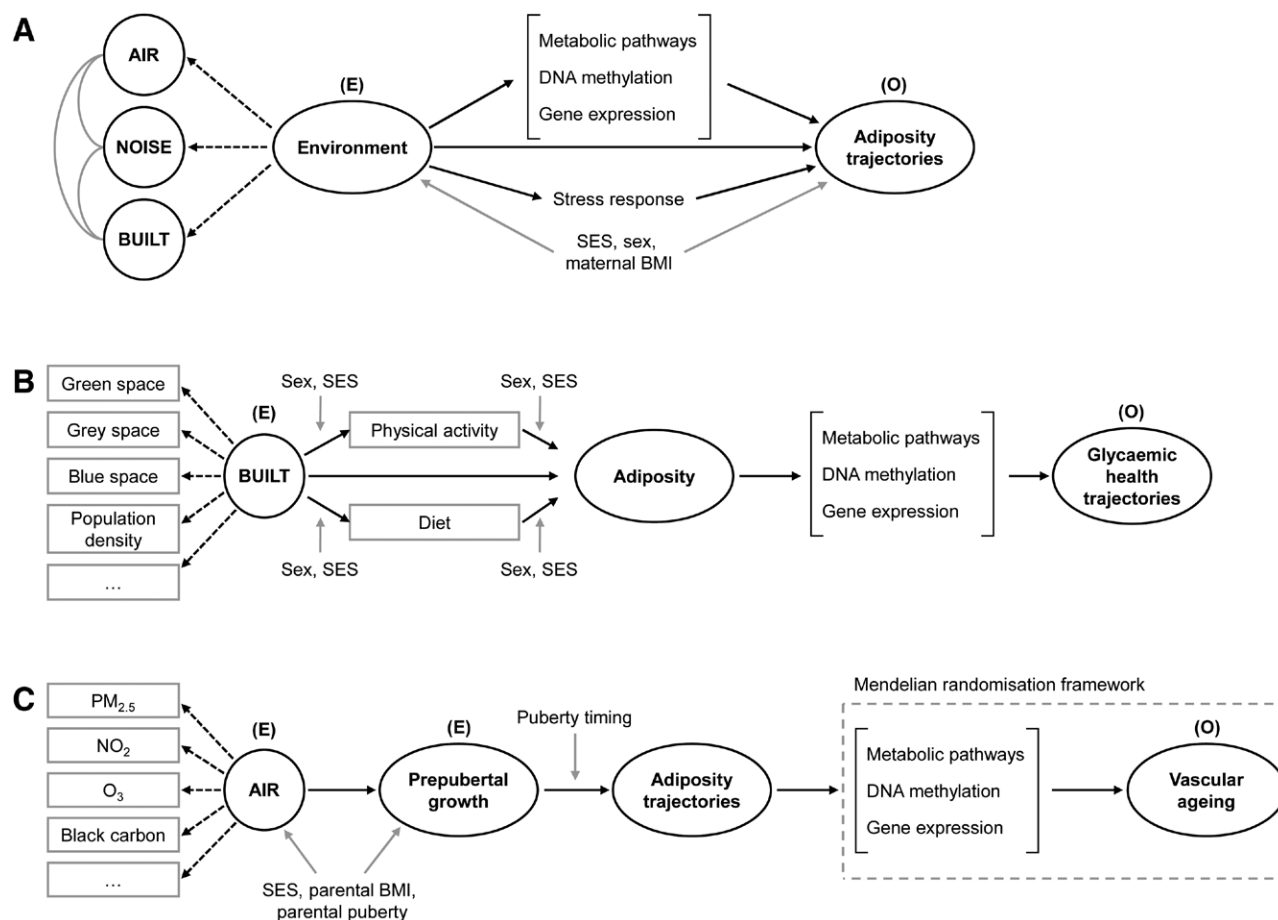 A
AIR
NOISE
BUILT
(E)
Environment
Metabolic pathways
DNA methylation
Gene expression
Stress response
SES, sex,
maternal BMI
(O)
Adiposity
trajectories
B
Green space
Grey space
Blue space
Population
density
...
(E)
BUILT
Sex, SES
Sex, SES
Physical activity
Diet
Sex, SES
Sex, SES
Adiposity
Metabolic pathways
DNA methylation
Gene expression
(O)
Glycaemic
health
trajectories
C
PM2.5
NO2
O3
Black carbon
...
(E)
AIR
(E)
Prepubertal
growth
SES, parental BMI,
parental puberty
Puberty timing
Adiposity
trajectories
Mendelian randomisation framework
Metabolic pathways
DNA methylation
Gene expression
(O)
Vascular
ageing